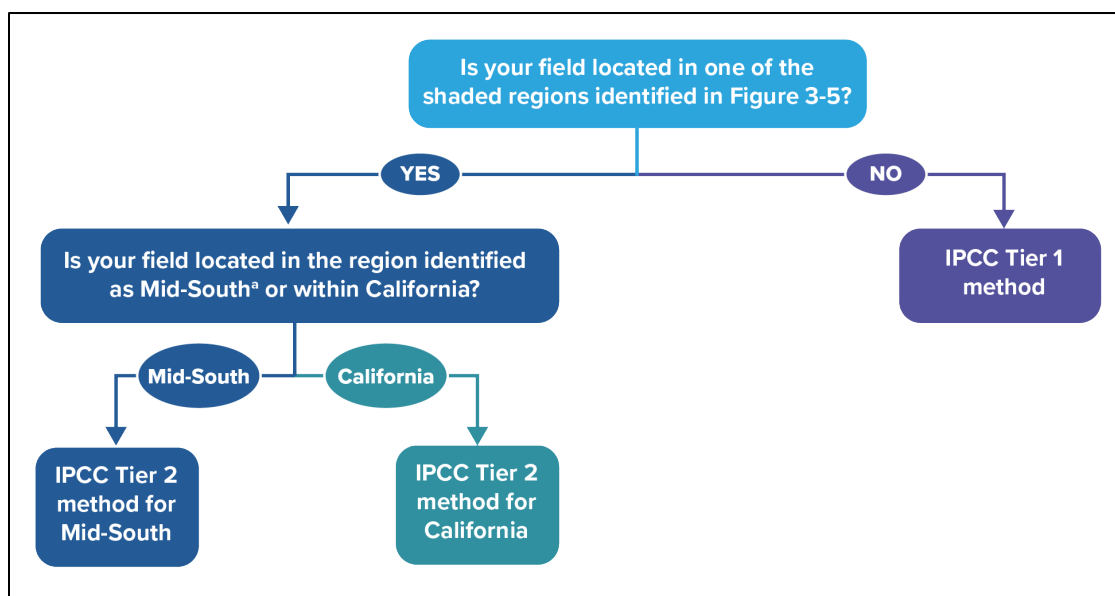 Is your field located in one of the
shaded regions identified in Figure 3-5?
YES
NO
Is your field located in the region identified
as Mid-Southᵃ or within California?
IPCC Tier 1
method
Mid-South
California
IPCC Tier 2
method for
Mid-South
IPCC Tier 2
method for
California